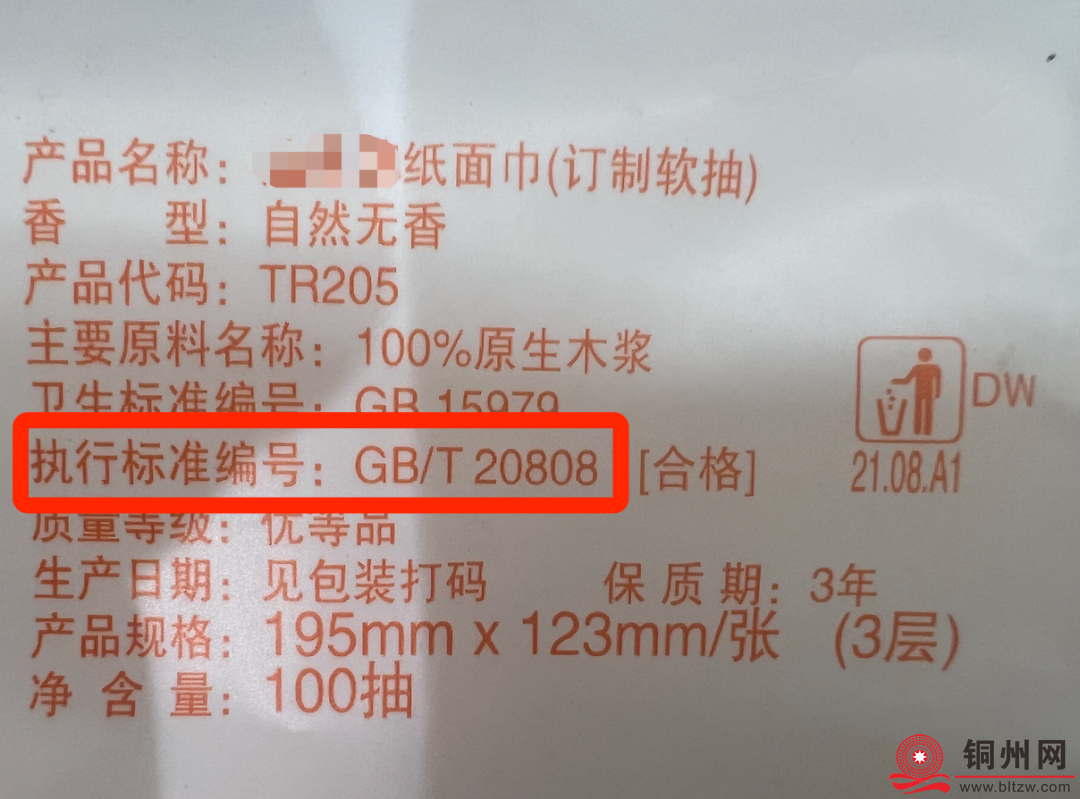 产品名称：纸面巾(订制软抽)
香 型：自然无香
产品代码：TR205
主要原料名称：100%原生木浆
卫生标准编号：GB 15979
执行标准编号：GB/T 20808 [合格]
质量等级：优等品
生产日期：见包装打码 保质期：3年
产品规格：195mm x 123mm/张 (3层)
净含量：100抽
DW
21.08.A1
铜州网
www.bltzw.com